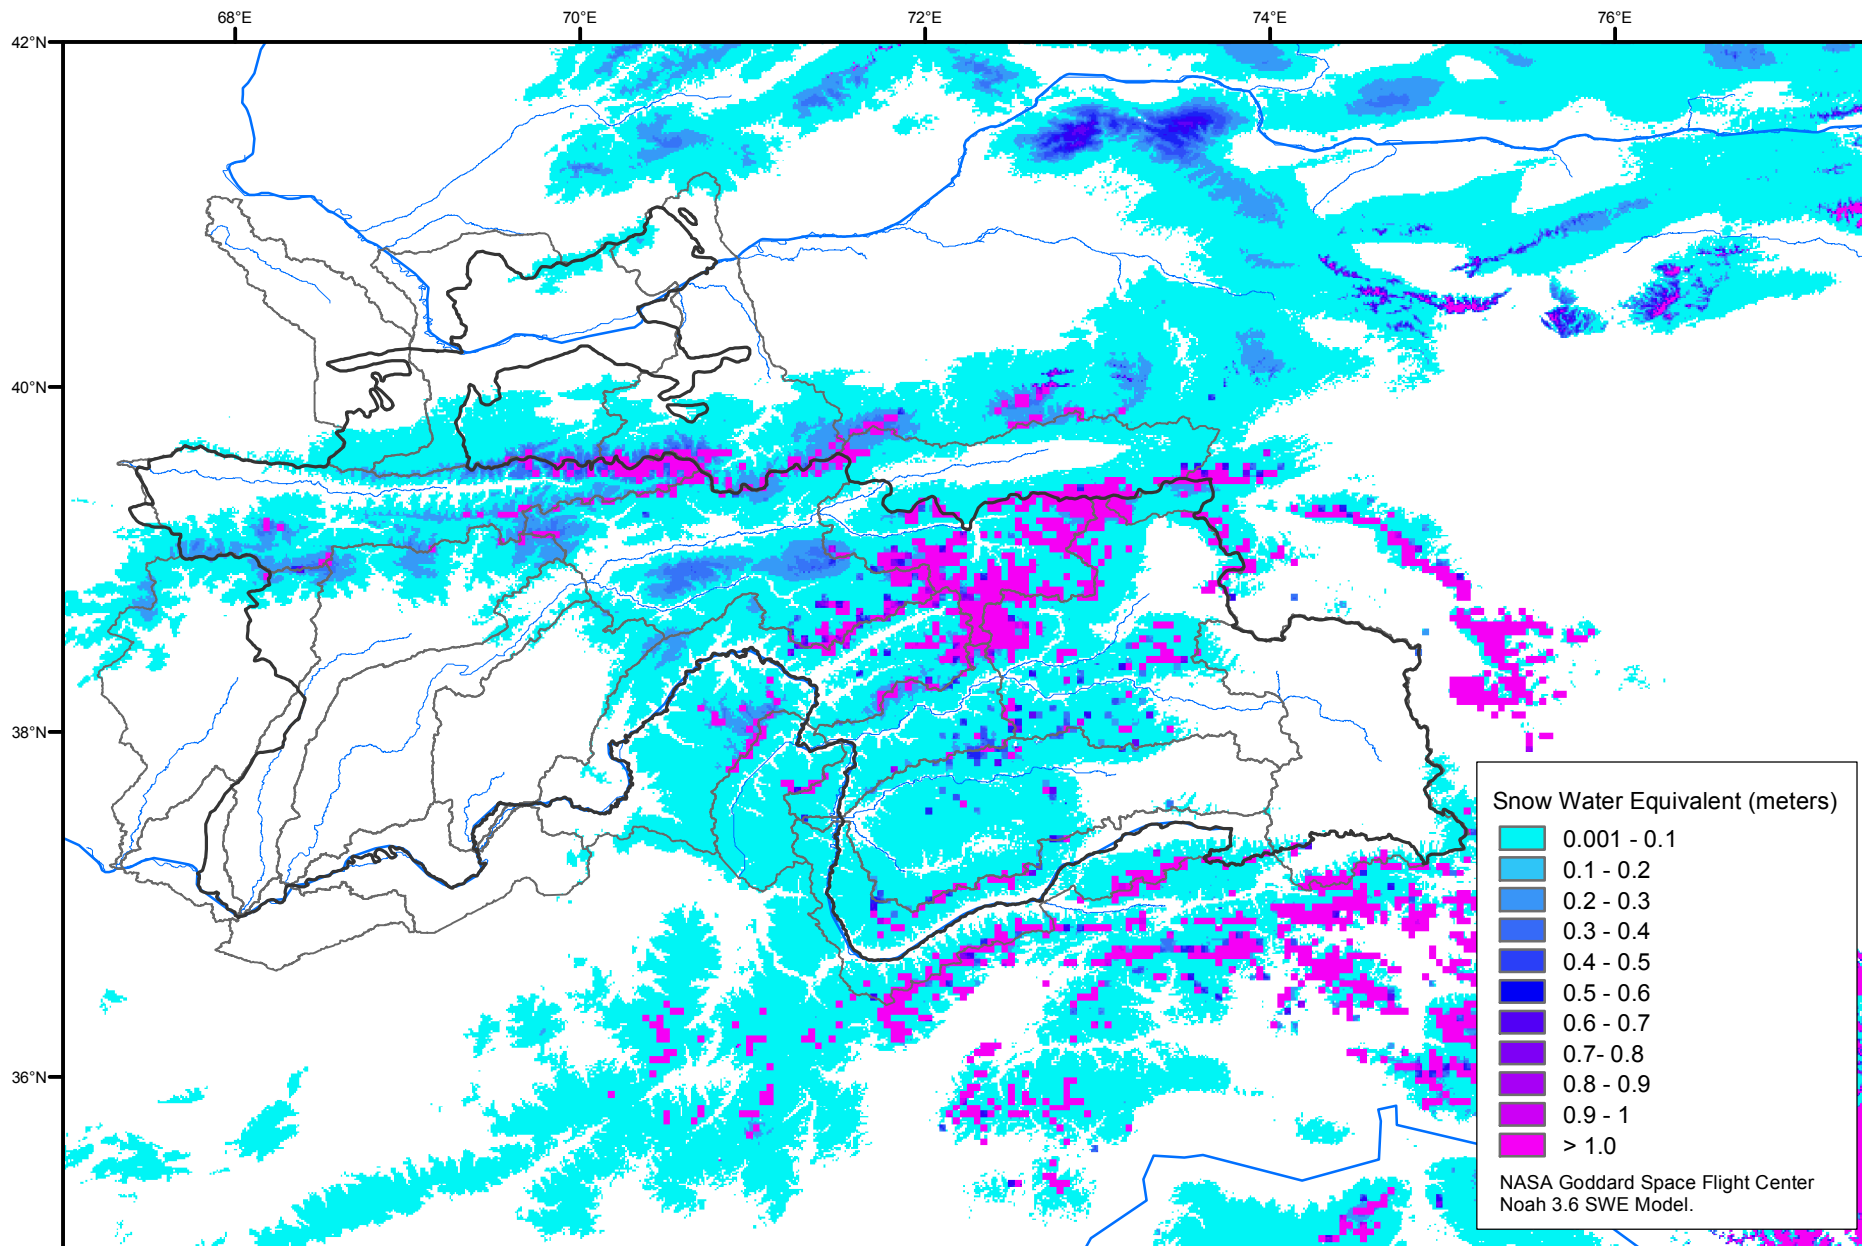 68°E
70°E
72°E
74°E
76°E
42°N
40°N
38°N
36°N
Snow Water Equivalent (meters)
0.001 - 0.1
0.1 - 0.2
0.2 - 0.3
0.3 - 0.4
0.4 - 0.5
0.5 - 0.6
0.6 - 0.7
0.7- 0.8
0.8 - 0.9
0.9 - 1
> 1.0
NASA Goddard Space Flight Center
Noah 3.6 SWE Model.